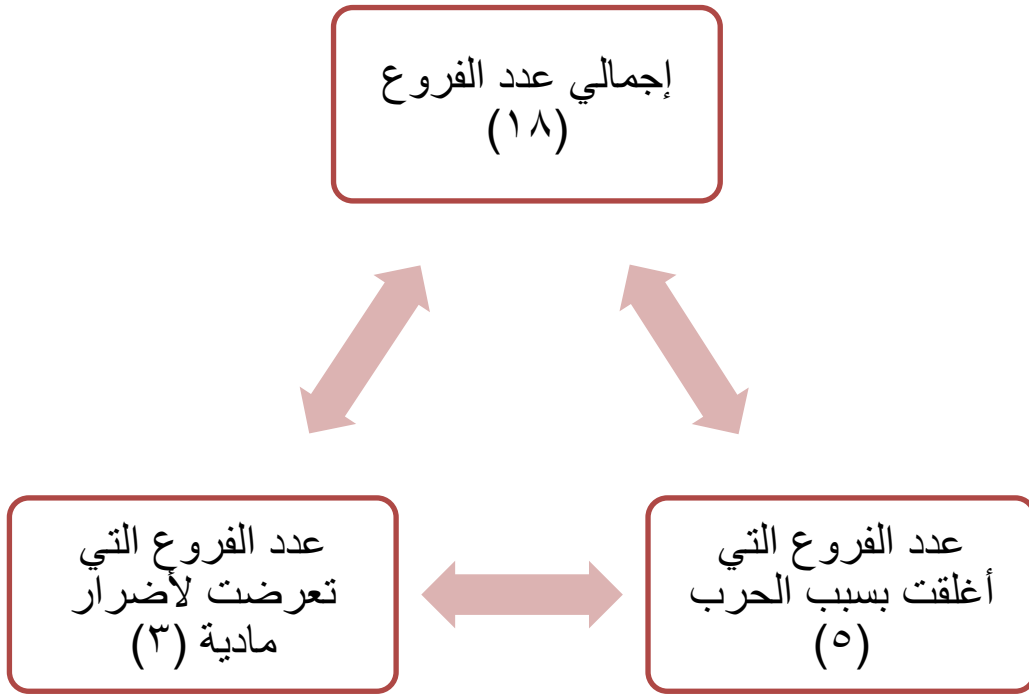 إجمالي عدد الفروع
(١٨)
عدد الفروع التي
أغلقت بسبب الحرب
(٥)
عدد الفروع التي
تعرضت لأضرار
مادية (٣)